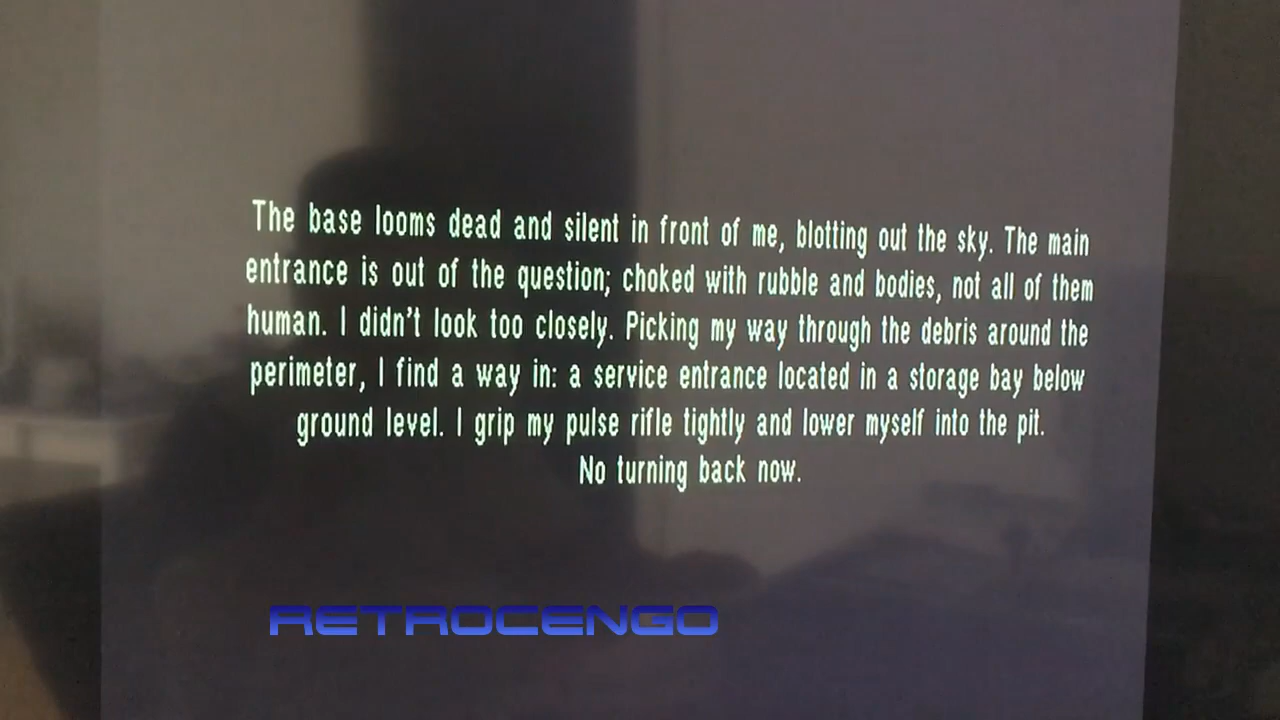 The base looms dead and silent in front of me, blotting out the sky. The main
entrance is out of the question; choked with rubble and bodies, not all of them
human. I didn't look too closely. Picking my way through the debris around the
perimeter, I find a way in: a service entrance located in a storage bay below
ground level. I grip my pulse rifle tightly and lower myself into the pit.
No turning back now.
RETROCENGO